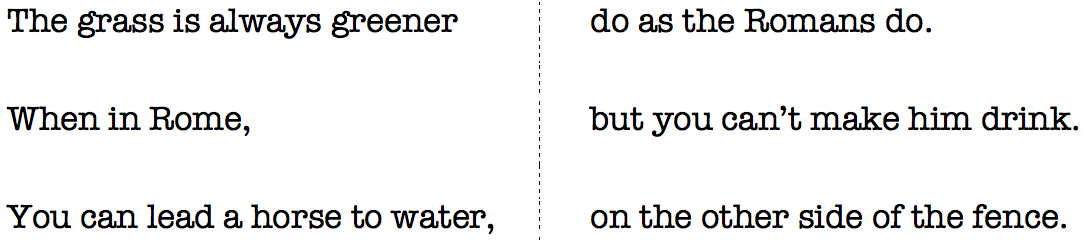 The grass is always greener
do as the Romans do.
When in Rome,
but you can’t make him drink.
You can lead a horse to water,
on the other side of the fence.